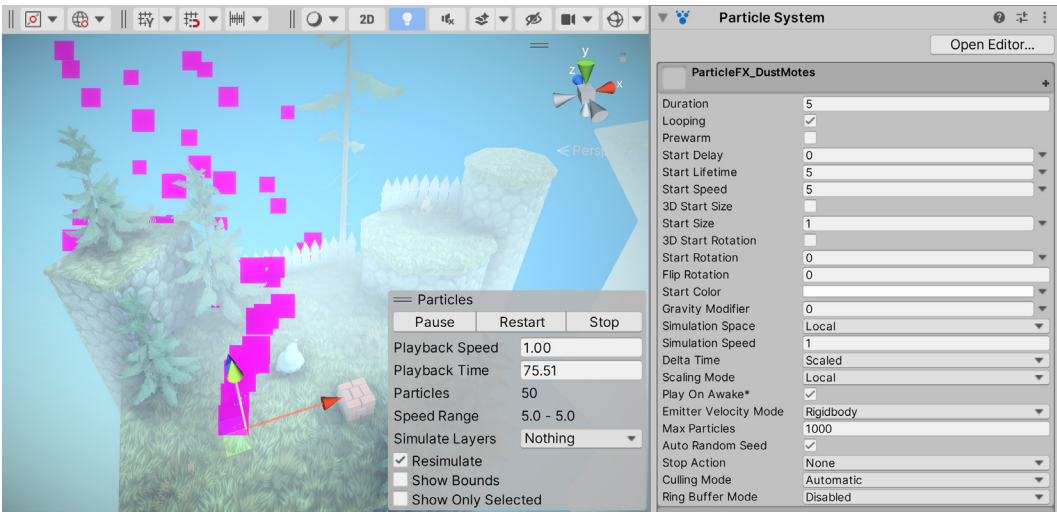 2D
y
z
x
Persp
Particles
Pause Restart Stop
Playback Speed 1.00
Playback Time 75.51
Particles 50
Speed Range 5.0 - 5.0
Simulate Layers Nothing
Resimulate
Show Bounds
Show Only Selected
Particle System
Open Editor...
ParticleFX_DustMotes
Duration 5
Looping
Prewarm
Start Delay 0
Start Lifetime 5
Start Speed 5
3D Start Size
Start Size 1
3D Start Rotation
Start Rotation 0
Flip Rotation 0
Start Color
Gravity Modifier 0
Simulation Space Local
Simulation Speed 1
Delta Time Scaled
Scaling Mode Local
Play On Awake*
Emitter Velocity Mode Rigidbody
Max Particles 1000
Auto Random Seed
Stop Action None
Culling Mode Automatic
Ring Buffer Mode Disabled